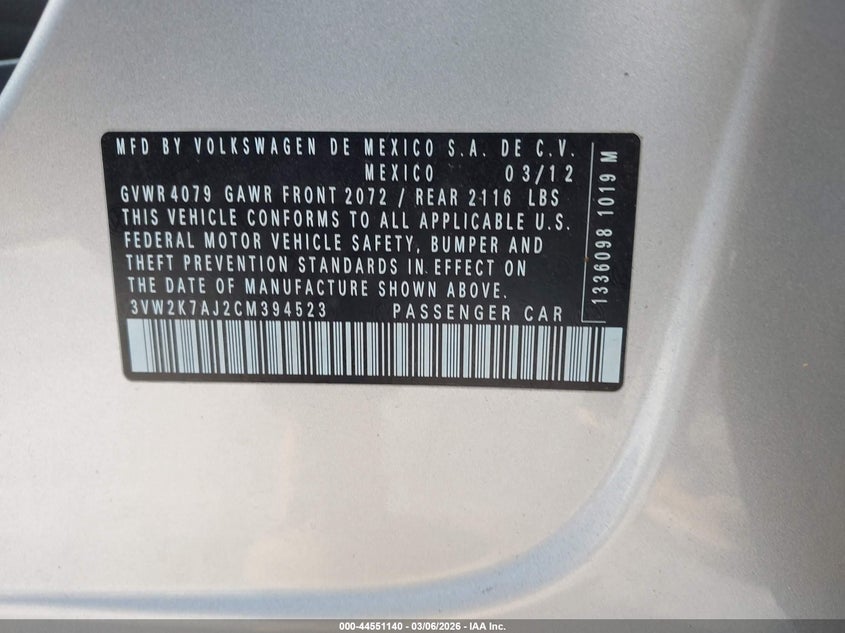 MFD BY VOLKSWAGEN DE MEXICO S.A. DE C.V.
MEXICO 03/12
GVWR 4079 GAWR FRONT 2072 / REAR 2116 LBS
THIS VEHICLE CONFORMS TO ALL APPLICABLE U.S.
FEDERAL MOTOR VEHICLE SAFETY, BUMPER AND
THEFT PREVENTION STANDARDS IN EFFECT ON
THE DATE OF MANUFACTURE SHOWN ABOVE.
3VW2K7AJ2CM394523 PASSENGER CAR
1336098 1019 M
000-44551140 - 03/06/2026 - IAA Inc.